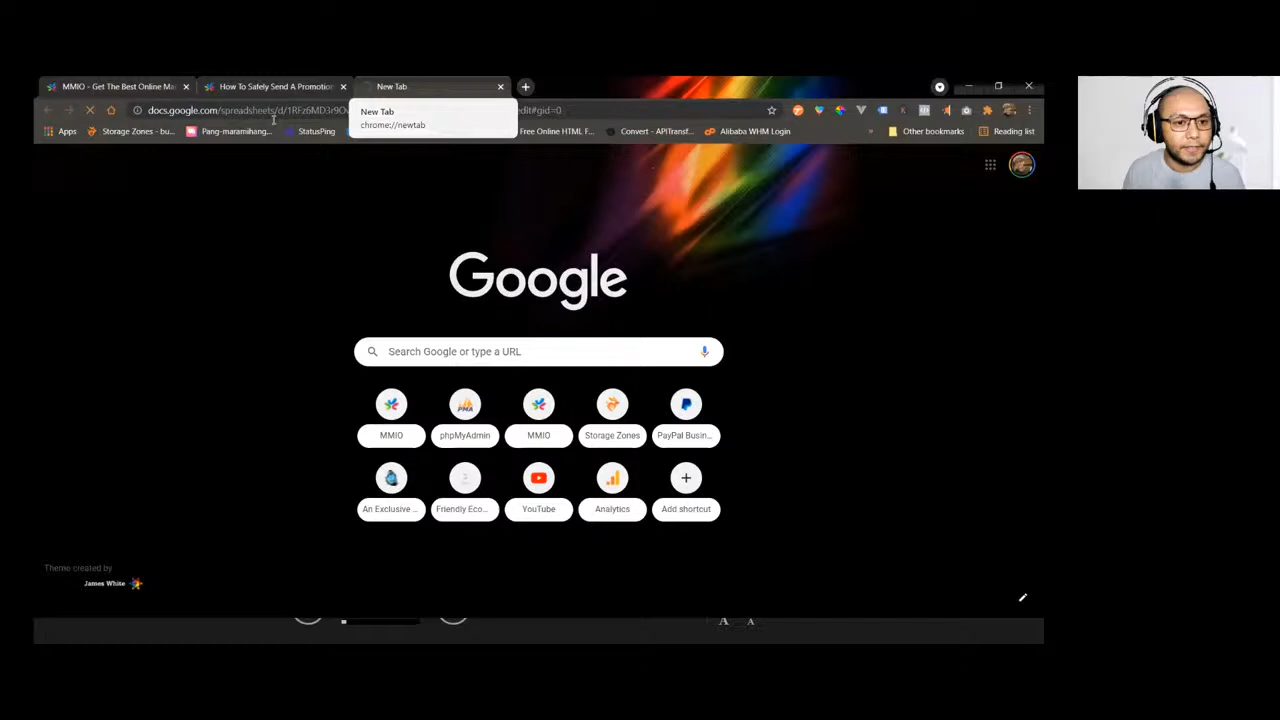 MMIO - Get The Best Online Ma
How To Safely Send A Promotion
New Tab
docs.google.com/spreadsheets/d/1RFz6MD3r9O
edit#gid=0
New Tab
chrome://newtab
Apps
Storage Zones - bu...
Pang-maramihang...
StatusPing
Free Online HTML F...
Convert - APITransf...
Alibaba WHM Login
»
Other bookmarks
Reading list
Google
Search Google or type a URL
MMIO
phpMyAdmin
MMIO
Storage Zones
PayPal Busin...
An Exclusive ...
Friendly Eco...
YouTube
Analytics
Add shortcut
Theme created by
James White
A A